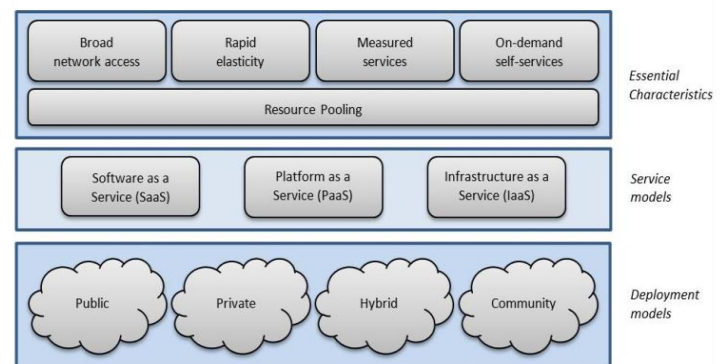 Broad
network access
Rapid
elasticity
Measured
services
On-demand
self-services
Resource Pooling
Essential
Characteristics
Software as a
Service (SaaS)
Platform as a
Service (PaaS)
Infrastructure as a
Service (IaaS)
Service
models
Public
Private
Hybrid
Community
Deployment
models